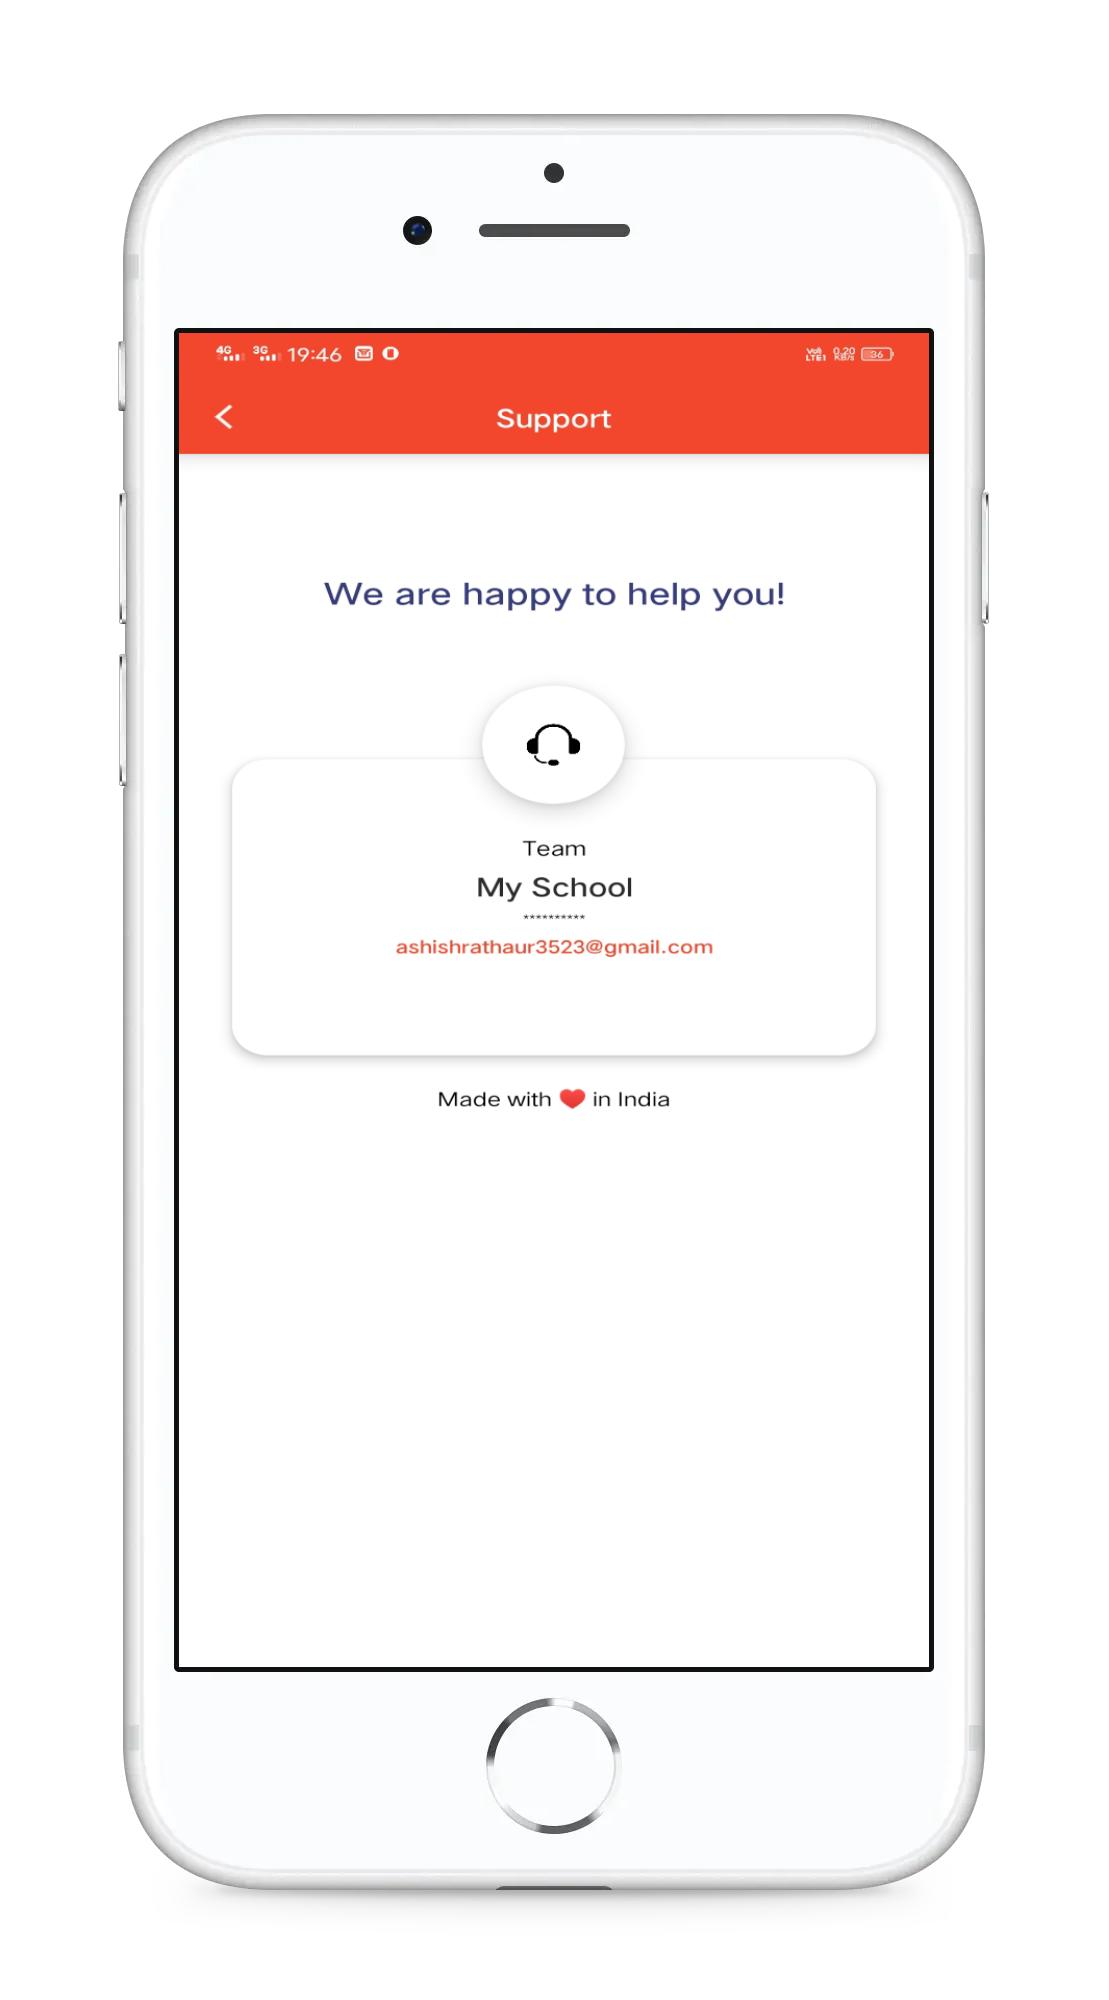 4G 3G 19:46 Vo)) LTE1 0.20 KB/s 36
Support
We are happy to help you!
Team
My School
**********
ashishrathaur3523@gmail.com
Made with ❤️ in India